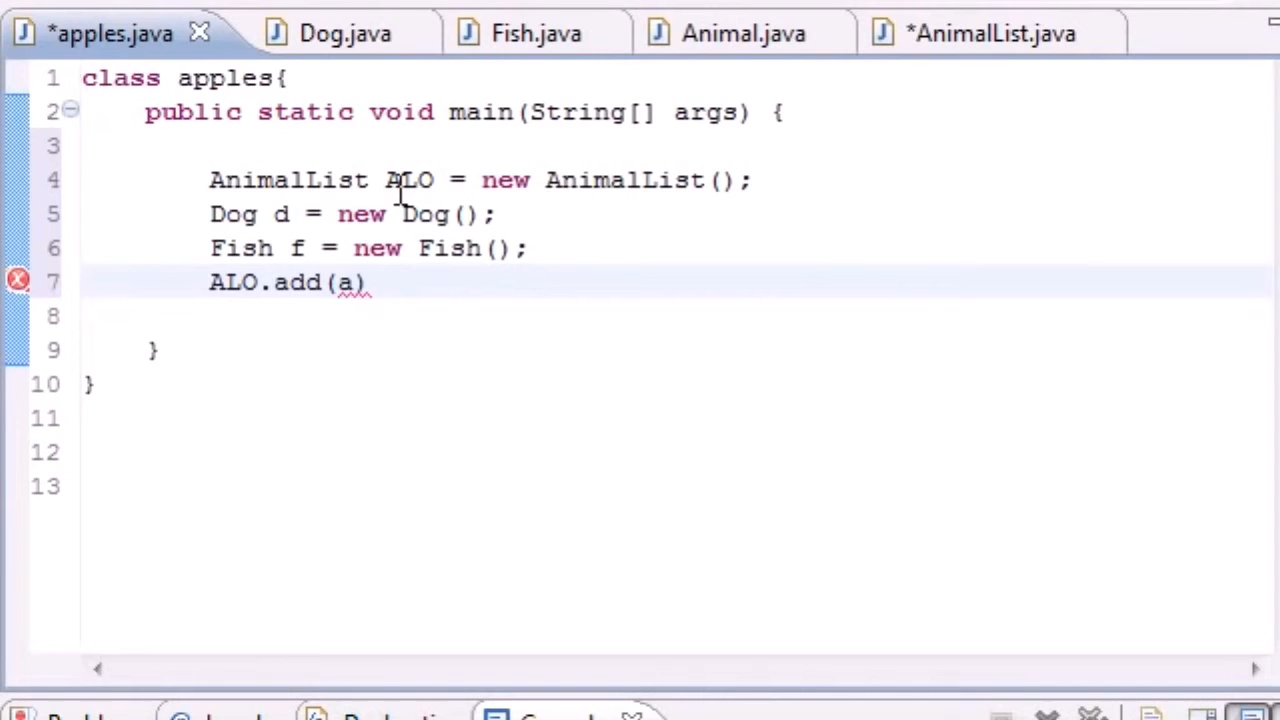 *apples.java Dog.java Fish.java Animal.java *AnimalList.java
1 class apples{
2 public static void main(String[] args) {
3
4 AnimalList ALO = new AnimalList();
5 Dog d = new Dog();
6 Fish f = new Fish();
7 ALO.add(a)
8
9 }
10 }
11
12
13